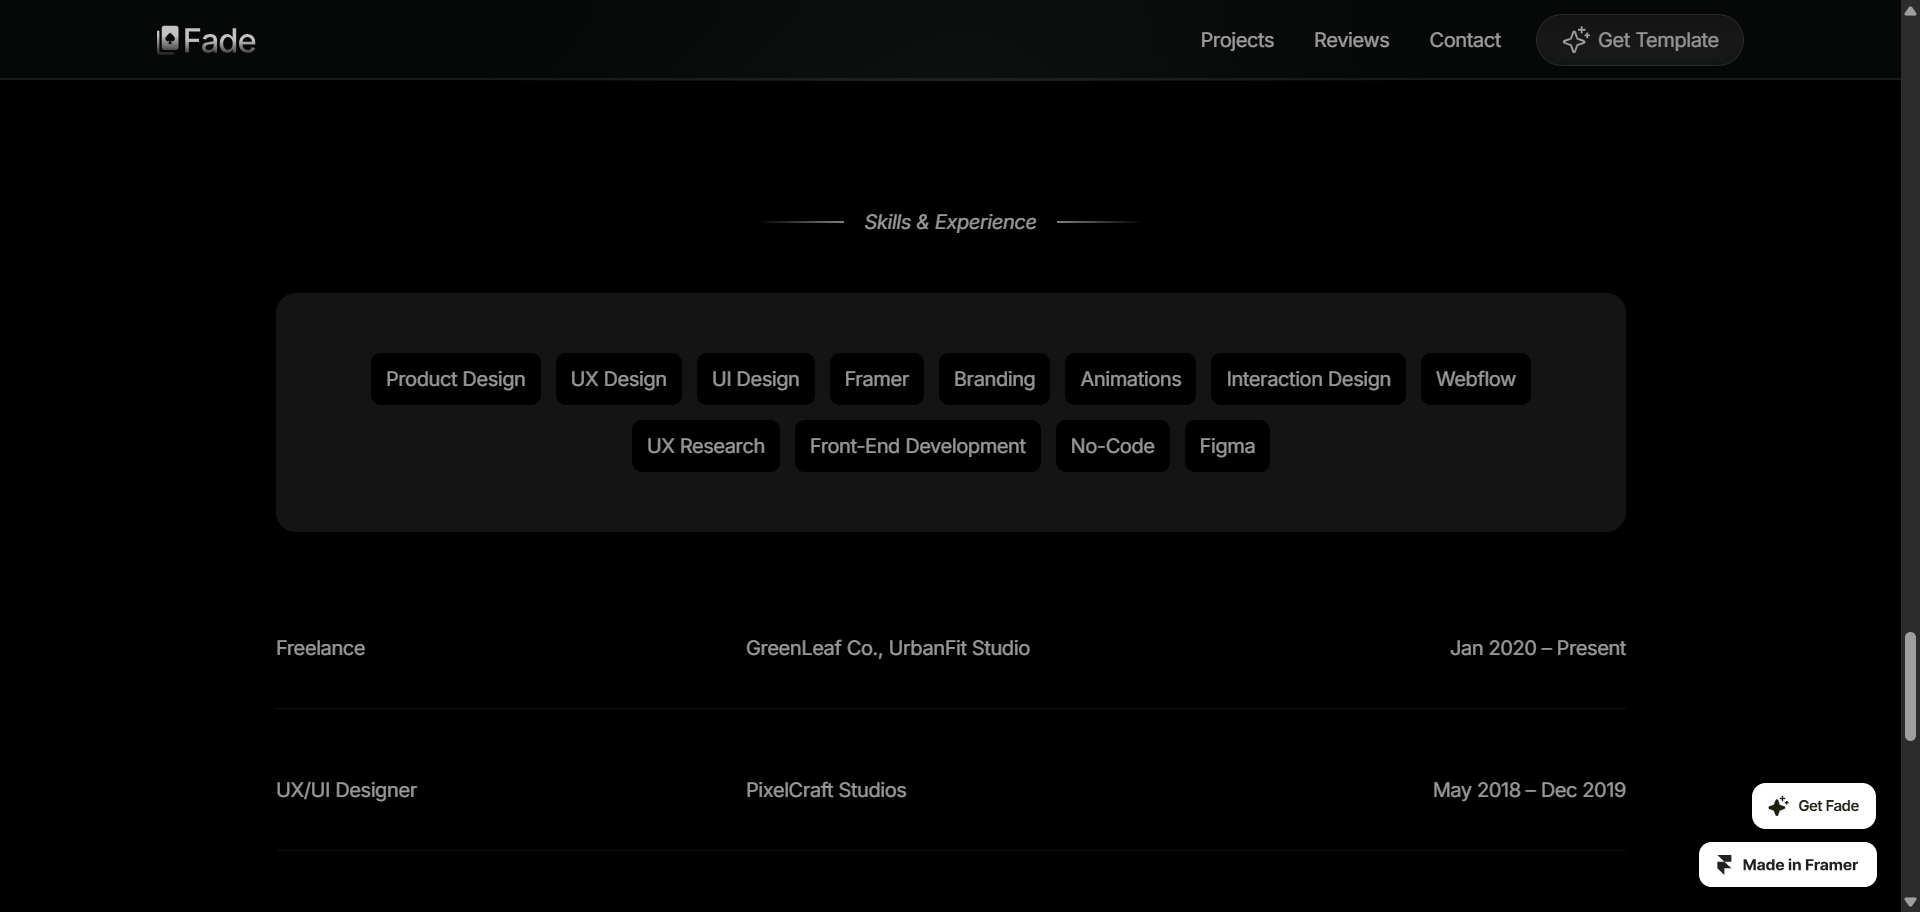 Fade
Projects Reviews Contact Get Template
Skills & Experience
Product Design UX Design UI Design Framer Branding Animations Interaction Design Webflow
UX Research Front-End Development No-Code Figma
Freelance GreenLeaf Co., UrbanFit Studio Jan 2020 – Present
UX/UI Designer PixelCraft Studios May 2018 – Dec 2019
Get Fade
Made in Framer